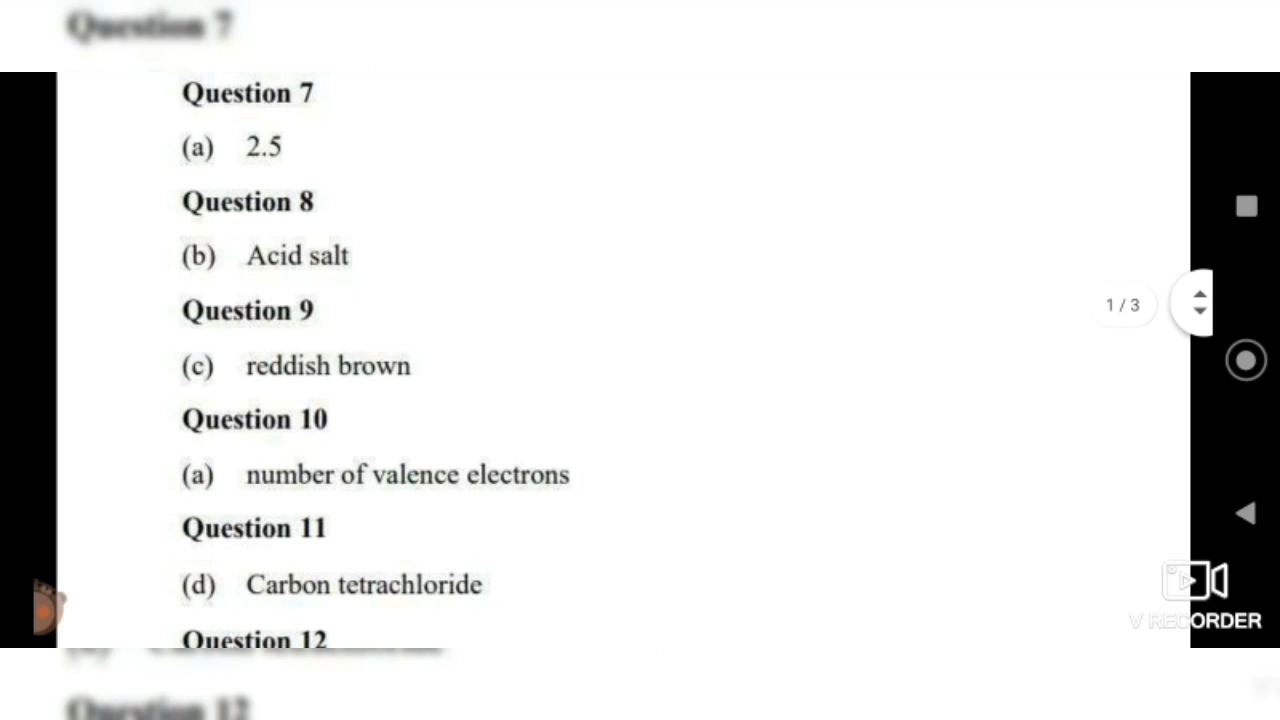 Question 7
Question 7
(a) 2.5
Question 8
(b) Acid salt
Question 9
(c) reddish brown
1 / 3
Question 10
(a) number of valence electrons
Question 11
(d) Carbon tetrachloride
V RECORDER
Question 12
Question 12